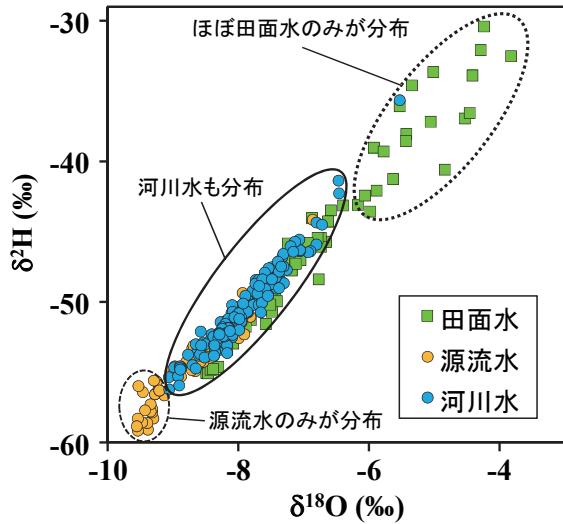 -30
-40
-50
-60
δ²H (‰)
ほぼ田面水のみが分布
河川水も分布
源流水のみが分布
田面水
源流水
河川水
-10
-8
-6
-4
δ¹⁸O (‰)